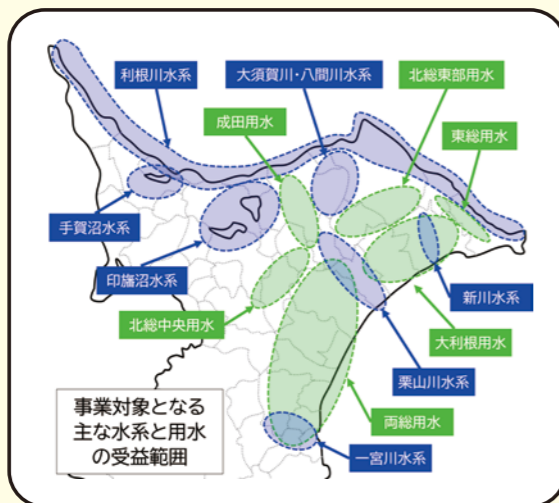 利根川水系
大須賀川・八間川水系
北総東部用水
成田用水
東総用水
手賀沼水系
印旛沼水系
新川水系
北総中央用水
大利根用水
栗山川水系
両総用水
一宮川水系
事業対象となる
主な水系と用水
の受益範囲